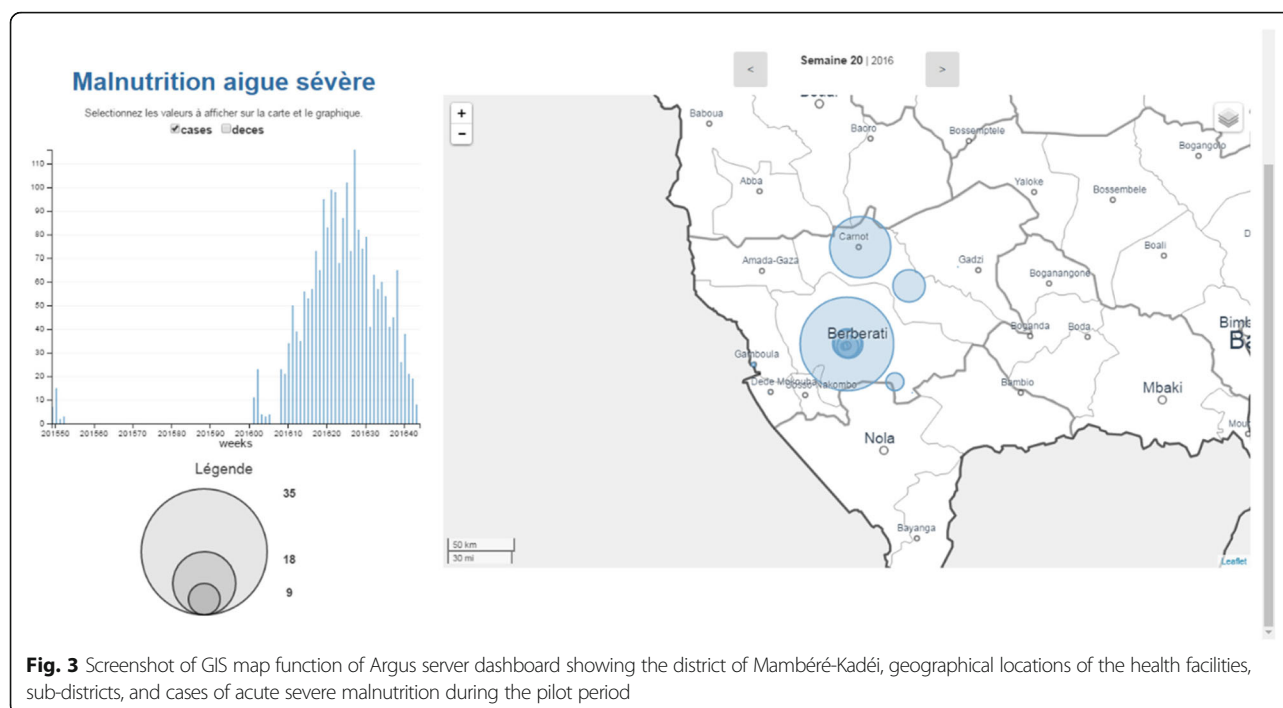 Malnutrition aigue sévère
Selectionnez les valeurs à afficher sur la carte et le graphique.
cases deces
110
100
90
80
70
60
50
40
30
20
10
0
201550 201560 201570 201580 201590 201600 201610 201620 201630 201640
weeks
Légende
35
18
9
< Semaine 20 | 2016 >
+
−
Baboua
Baoro
Bossemptele
Bogangolo
Abba
Yaloke
Bossembele
Carnot
Boali
Amada-Gaza
Gadzi
Boganangone
Berberati
Boganda
Boda
Gamboula
Bambio
Mbaki
Nola
Bayanga
50 km
30 mi
Leaflet
Fig. 3 Screenshot of GIS map function of Argus server dashboard showing the district of Mambéré-Kadéi, geographical locations of the health facilities,
sub-districts, and cases of acute severe malnutrition during the pilot period